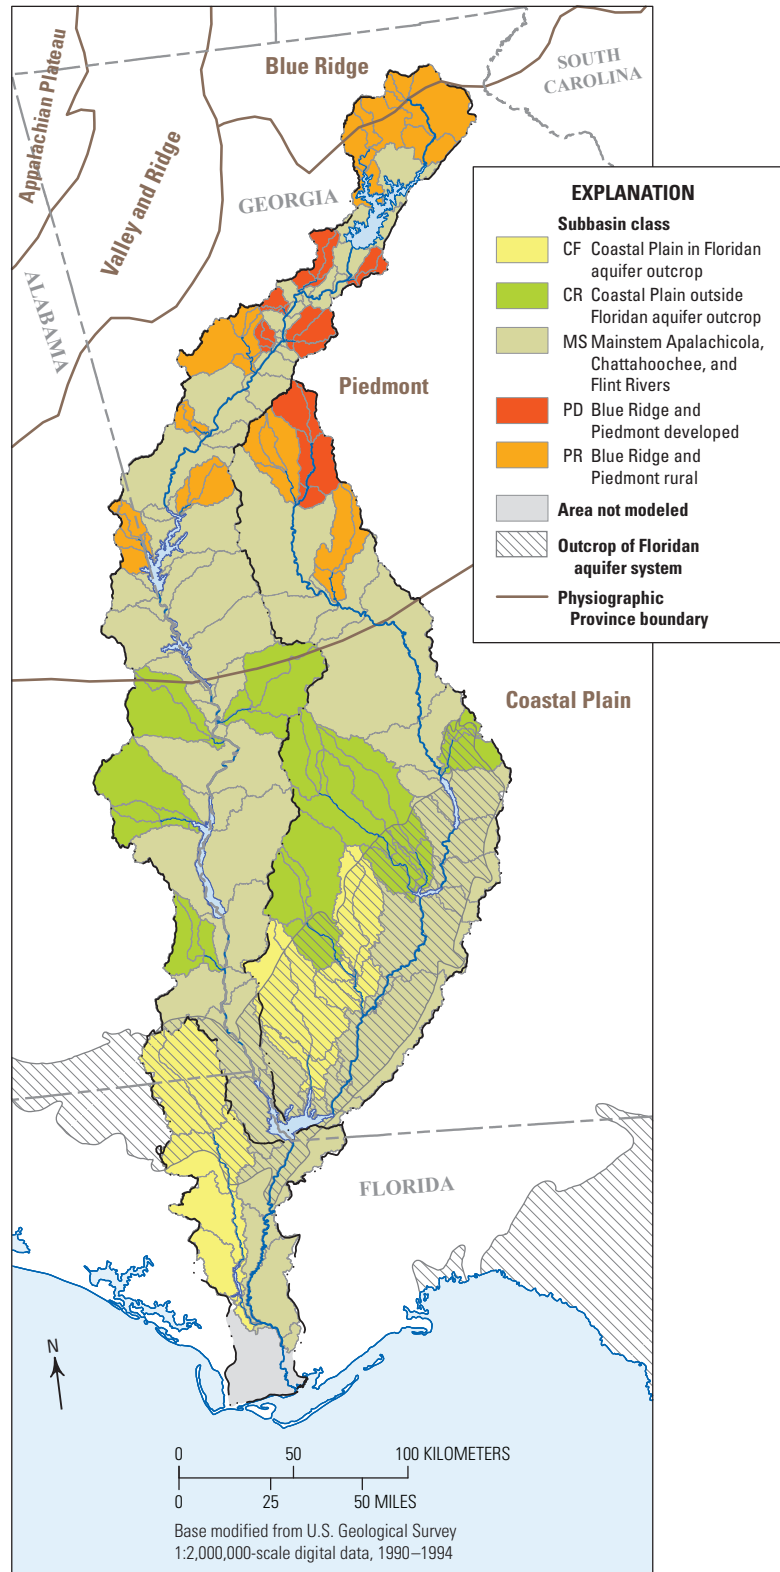 Blue Ridge
SOUTH
CAROLINA
Appalachian Plateau
Valley and Ridge
GEORGIA
ALABAMA
Piedmont
EXPLANATION
Subbasin class
CF Coastal Plain in Floridan
aquifer outcrop
CR Coastal Plain outside
Floridan aquifer outcrop
MS Mainstem Apalachicola,
Chattahoochee, and
Flint Rivers
PD Blue Ridge and
Piedmont developed
PR Blue Ridge and
Piedmont rural
Area not modeled
Outcrop of Floridan
aquifer system
Physiographic
Province boundary
Coastal Plain
FLORIDA
N
0 50 100 KILOMETERS
0 25 50 MILES
Base modified from U.S. Geological Survey
1:2,000,000-scale digital data, 1990–1994